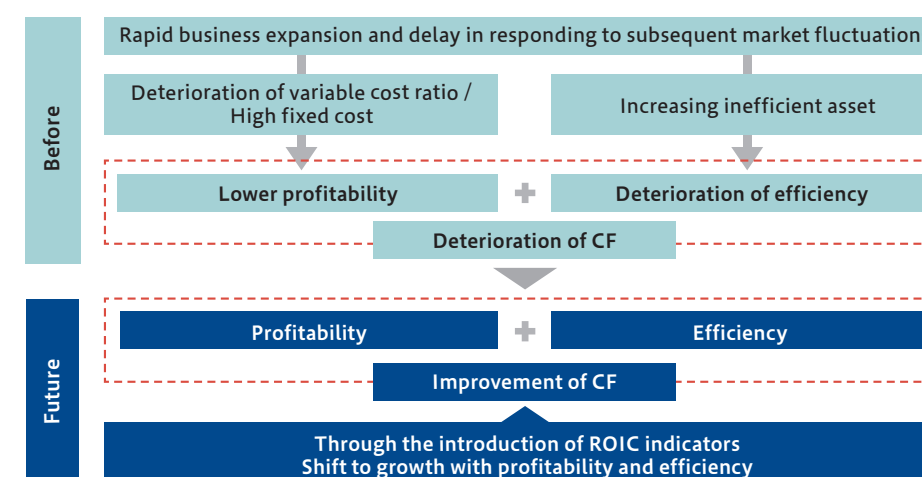 Before
Rapid business expansion and delay in responding to subsequent market fluctuation
Deterioration of variable cost ratio /
High fixed cost
Increasing inefficient asset
Lower profitability
+
Deterioration of efficiency
Deterioration of CF
Future
Profitability
+
Efficiency
Improvement of CF
Through the introduction of ROIC indicators
Shift to growth with profitability and efficiency